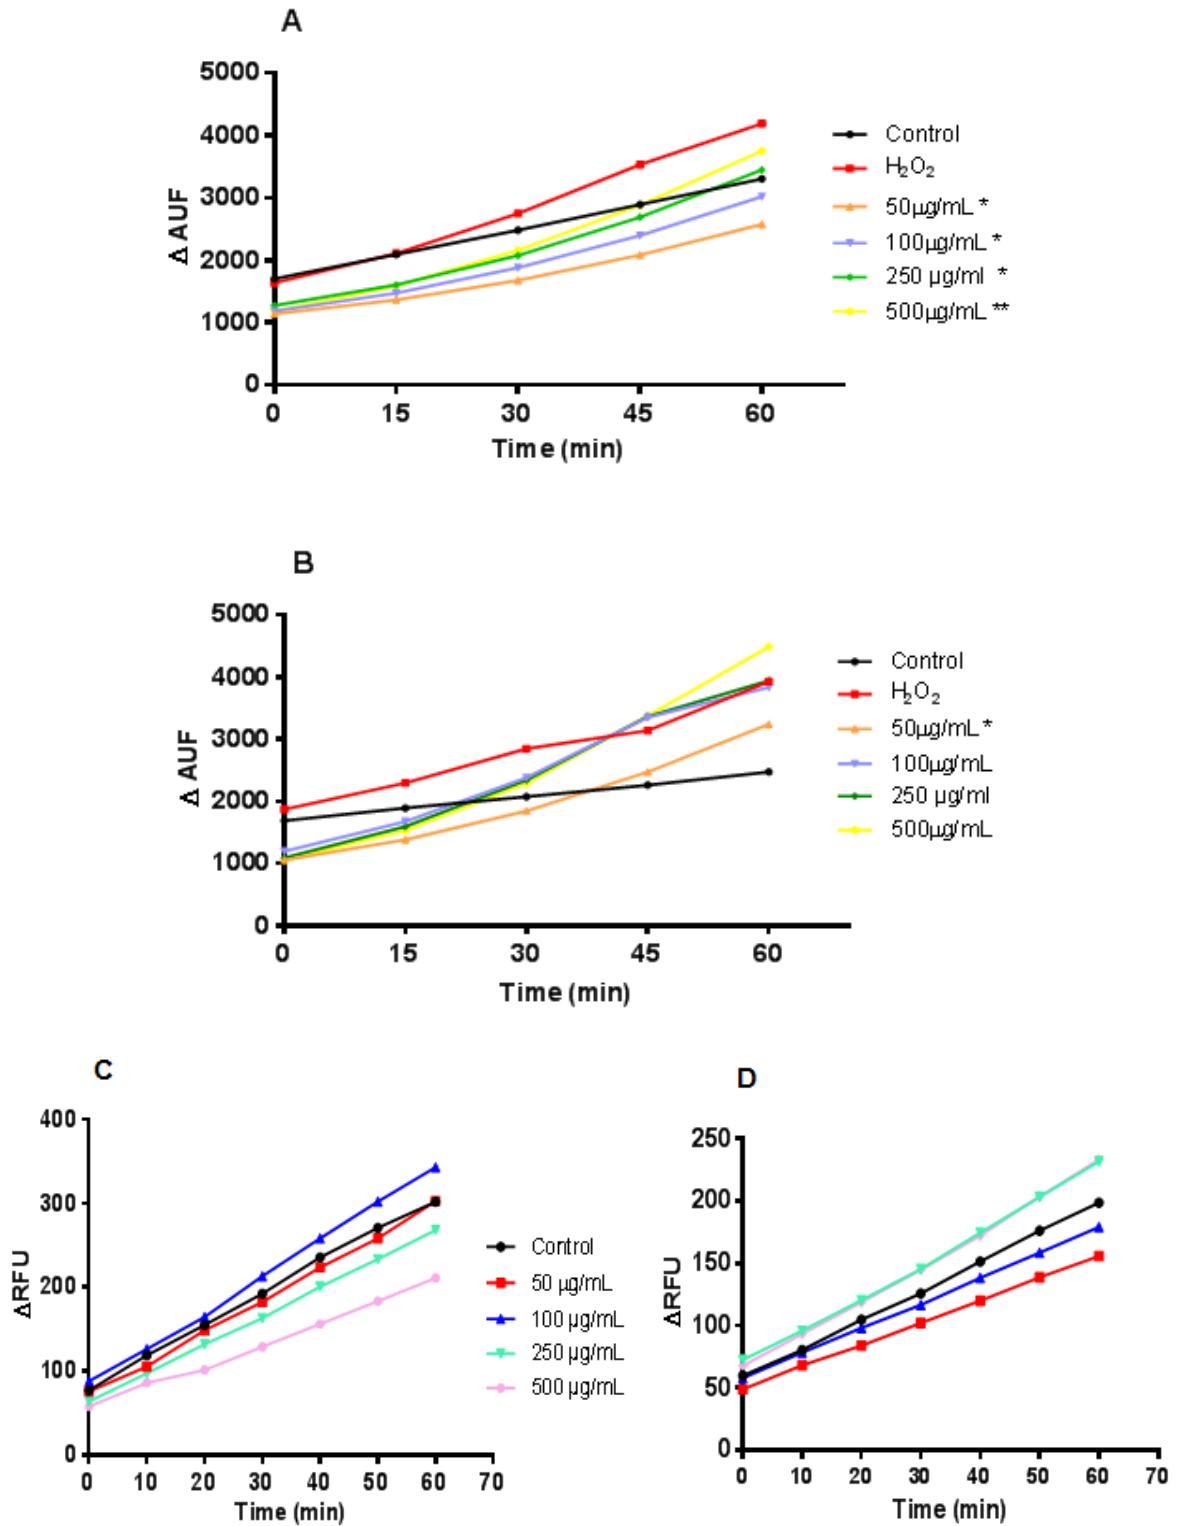 A
5000
4000
3000
2000
1000
0
Δ AUF
0 15 30 45 60
Time (min)
Control
H₂O₂
50µg/mL *
100µg/mL *
250 µg/ml *
500µg/mL **
B
5000
4000
3000
2000
1000
0
Δ AUF
0 15 30 45 60
Time (min)
Control
H₂O₂
50µg/mL *
100µg/mL
250 µg/ml
500µg/mL
C
400
300
200
100
0
ΔRFU
0 10 20 30 40 50 60 70
Time (min)
Control
50 µg/mL
100 µg/mL
250 µg/mL
500 µg/mL
D
250
200
150
100
50
0
ΔRFU
0 10 20 30 40 50 60 70
Time (min)